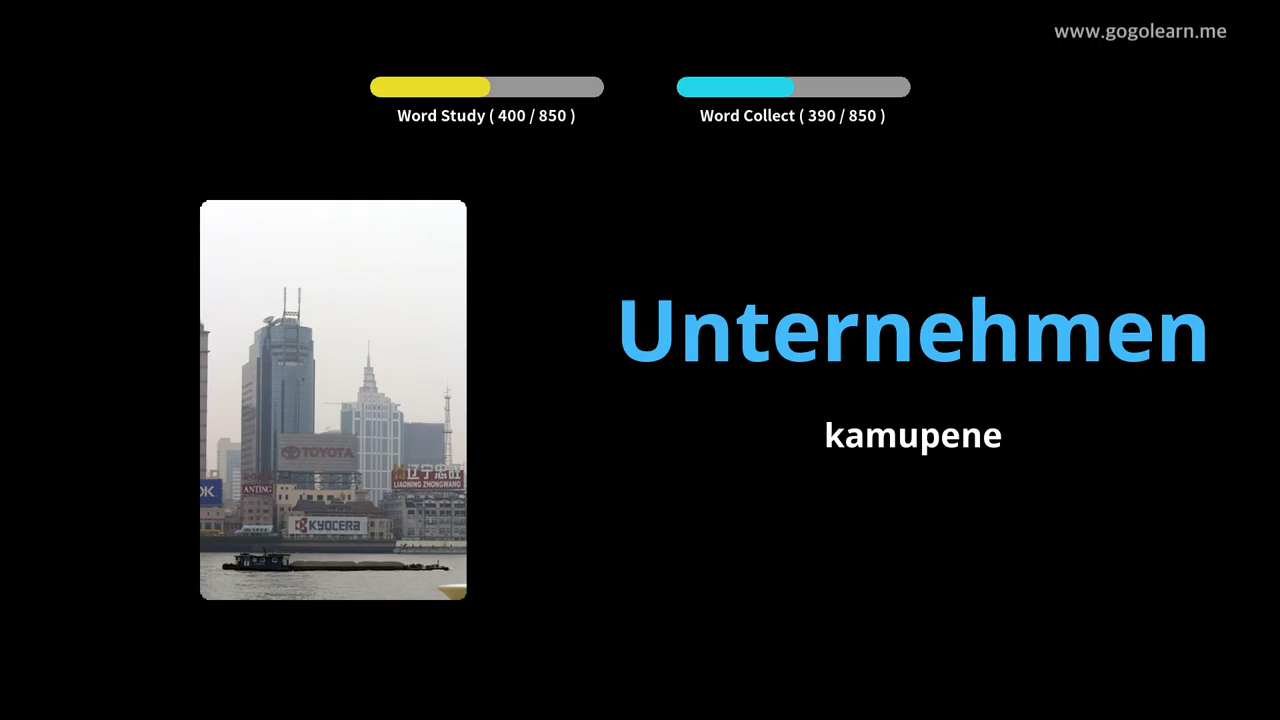 www.gogolearn.me
Word Study ( 400 / 850 )
Word Collect ( 390 / 850 )
Unternehmen
kamupene
TOYOTA
辽宁忠旺
LIAONING ZHONGWANG
OK
ANTING
KYOCERA